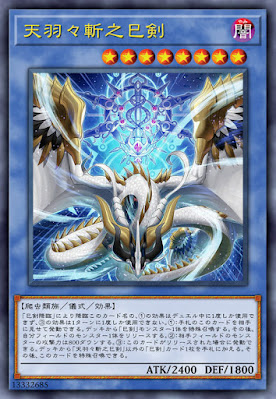 天羽々斬之巳剣
闇
【爬虫類族/儀式/効果】
「巳剣降臨」により降臨。このカード名の、①の効果はデュエル中に1度しか使用でき
ず、③の効果は1ターンに1度しか使用できない。①:手札のこのカードを相手
に見せて発動できる。デッキから「巳剣」モンスター1体を特殊召喚する。その後、
自分フィールドのモンスター1体をリリースする。②:相手フィールドのモンスター
の攻撃力は800ダウンする。③:このカードがリリースされた場合に発動で
きる。デッキから「天羽々斬之巳剣」以外の「巳剣」カード1枚を手札に加える。そ
の後、このカードを特殊召喚できる。
ATK/2400 DEF/1800
13332685